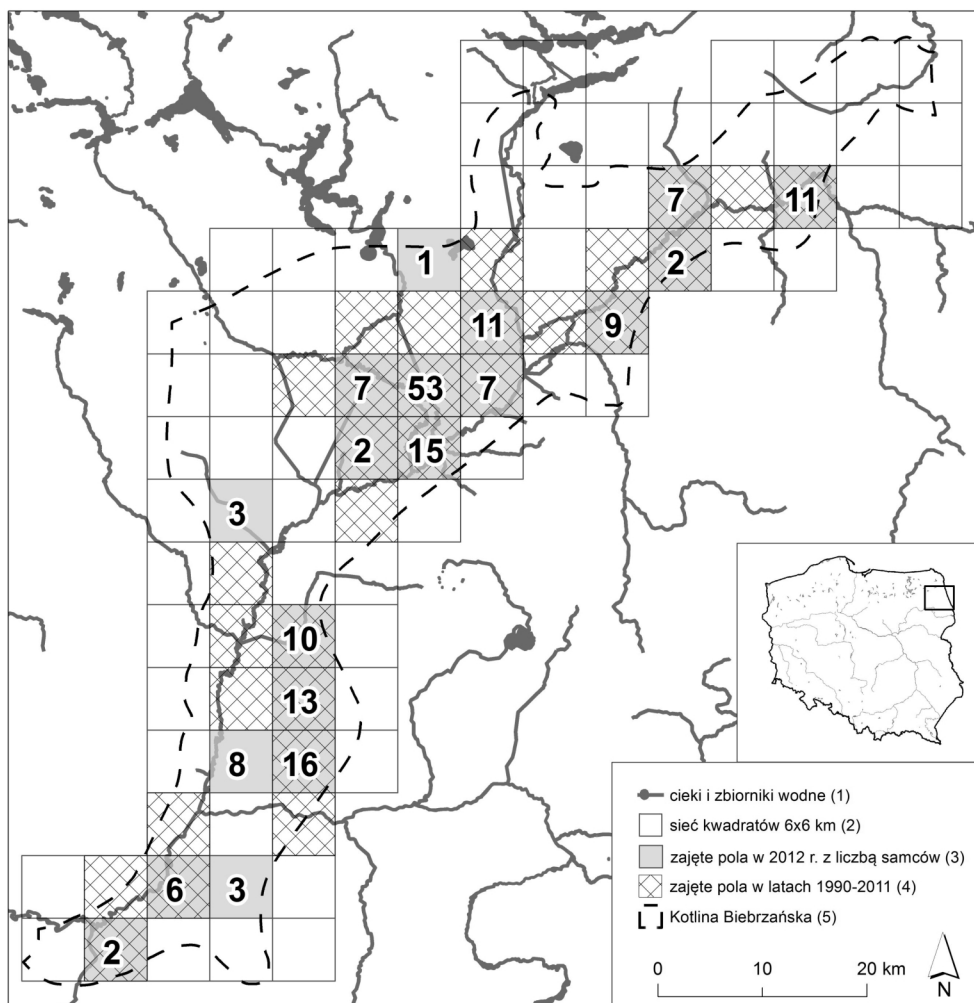 7 11
1 2
11 9
7 53 7
2 15
3
10
13
8 16
6 3
2
cieki i zbiorniki wodne (1)
sieć kwadratów 6x6 km (2)
zajęte pola w 2012 r. z liczbą samców (3)
zajęte pola w latach 1990-2011 (4)
Kotlina Biebrzańska (5)
0 10 20 km
N